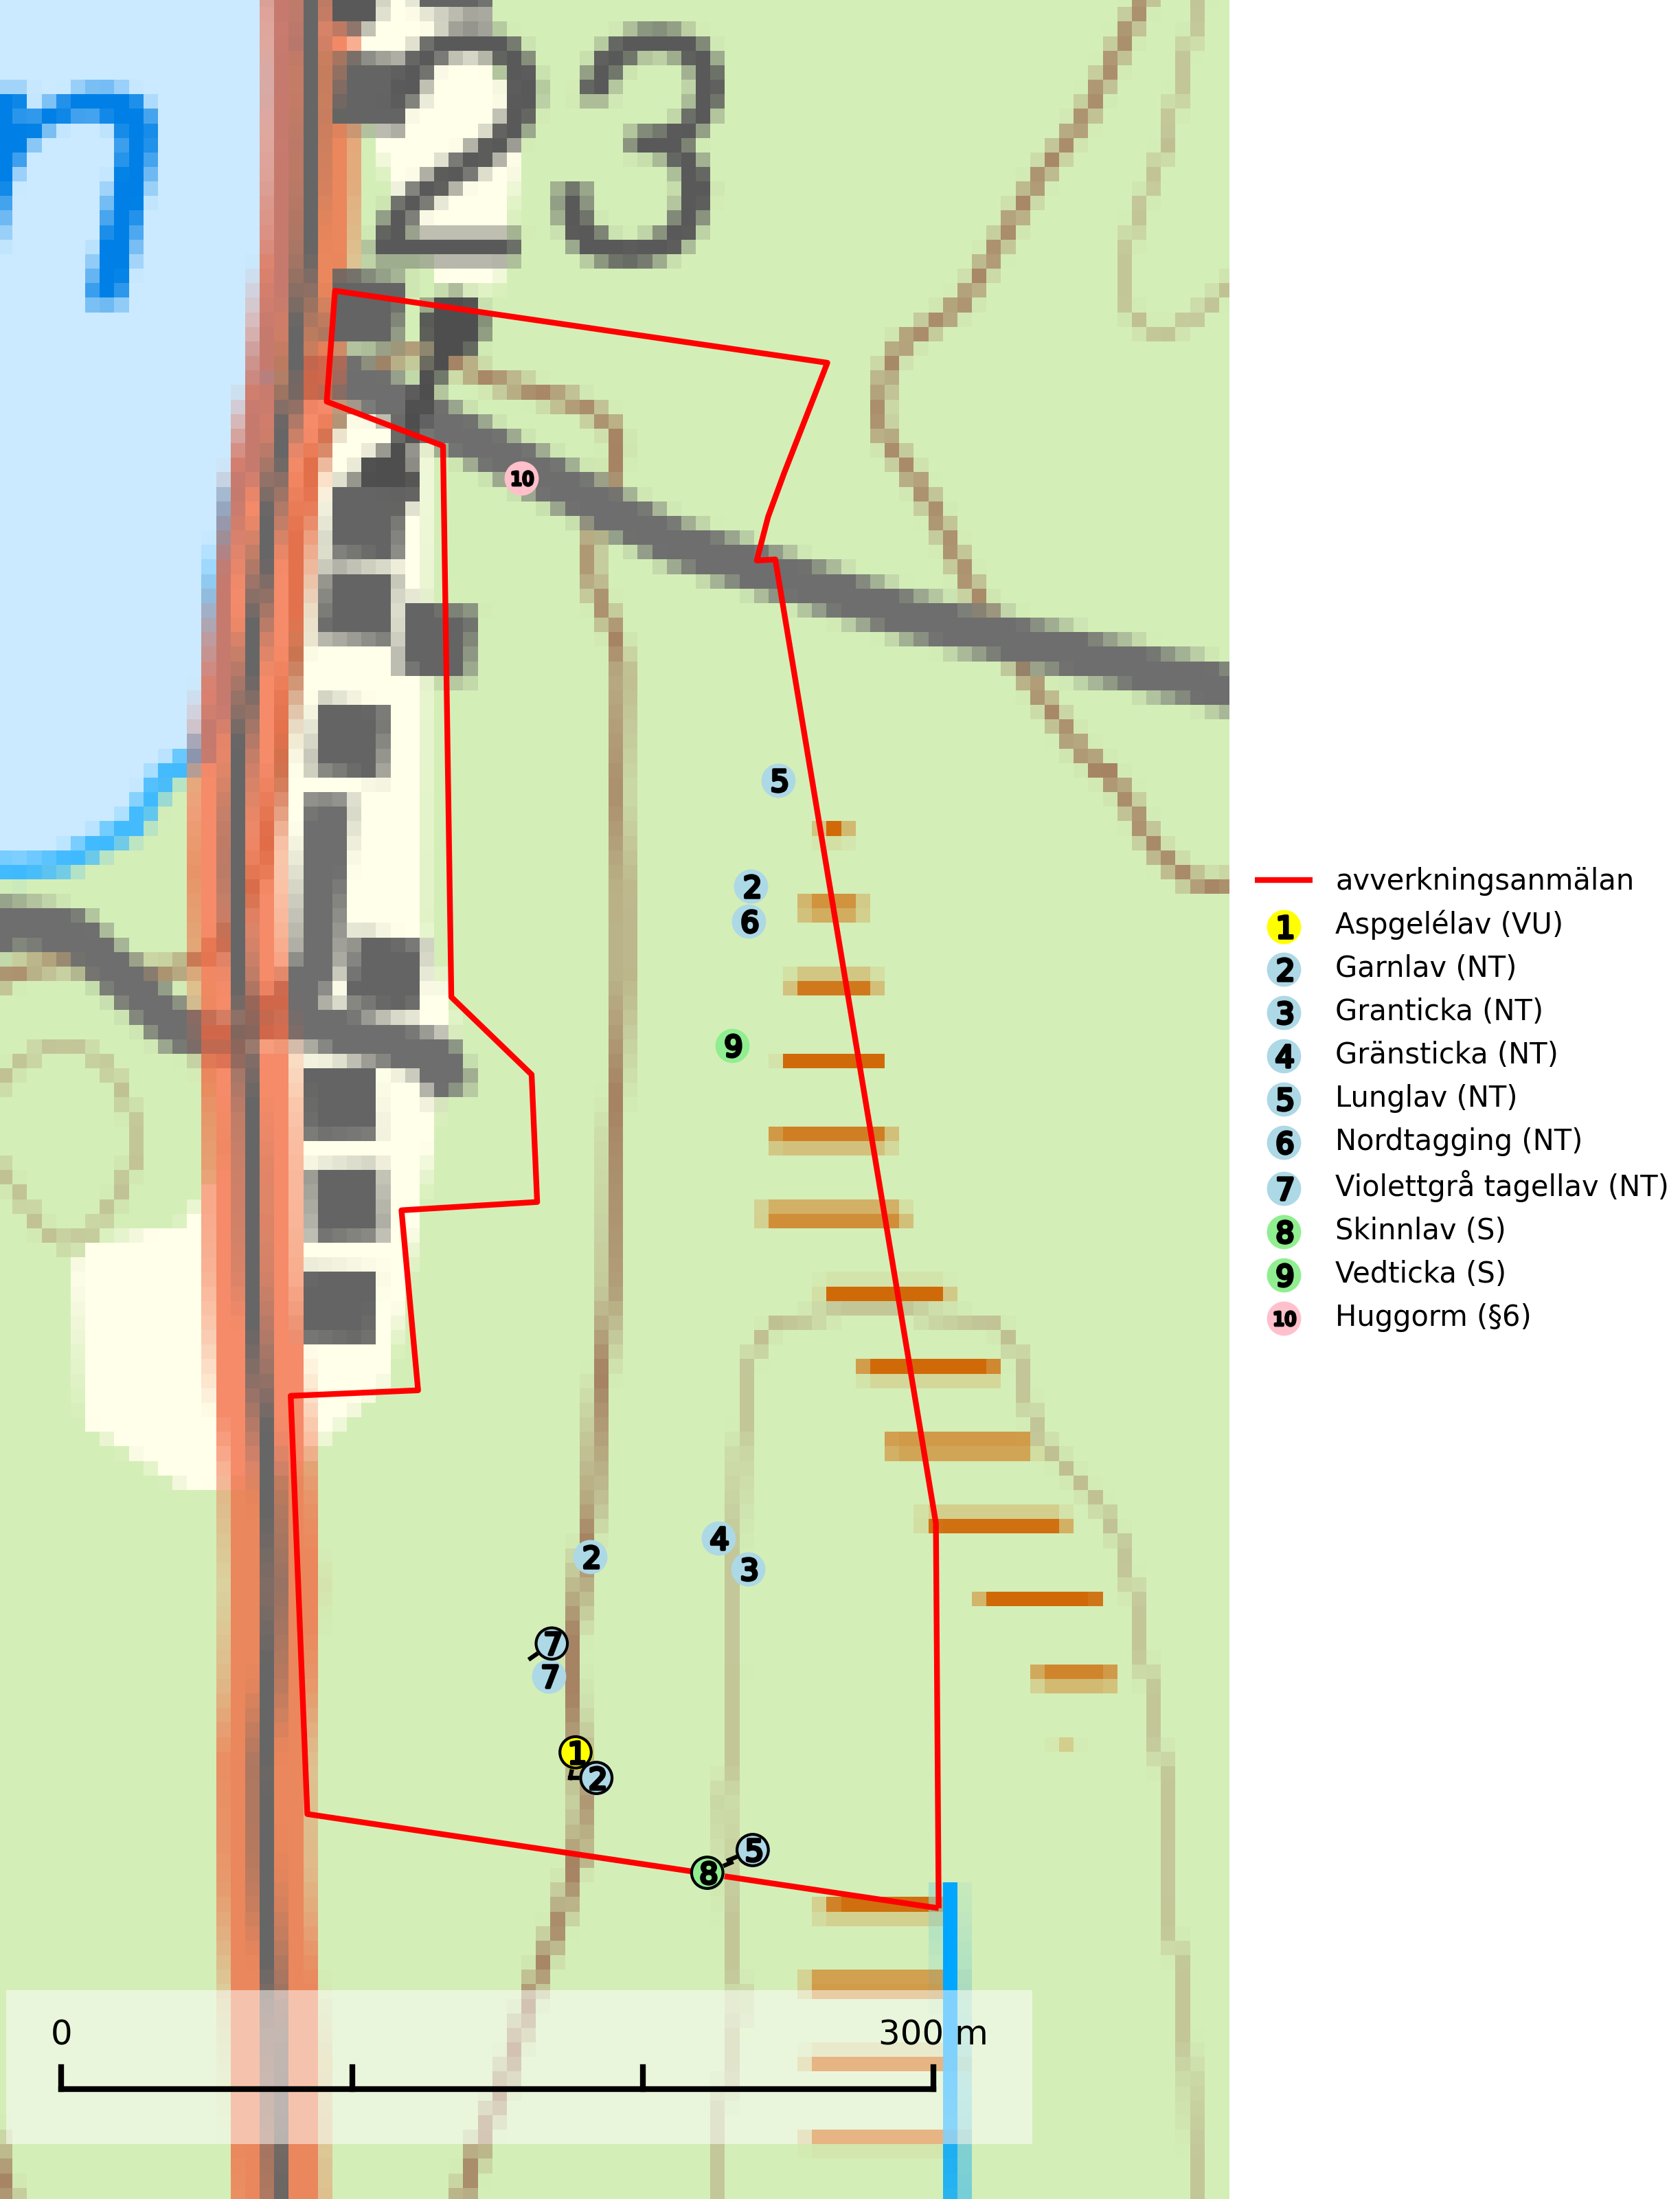 n
23
10
5
2
6
9
4
2
3
7
7
1
2
5
8
0 300 m
avverkningsanmälan
1 Aspgelélav (VU)
2 Garnlav (NT)
3 Granticka (NT)
4 Gränsticka (NT)
5 Lunglav (NT)
6 Nordtagging (NT)
7 Violettgrå tagellav (NT)
8 Skinnlav (S)
9 Vedticka (S)
10 Huggorm (§6)